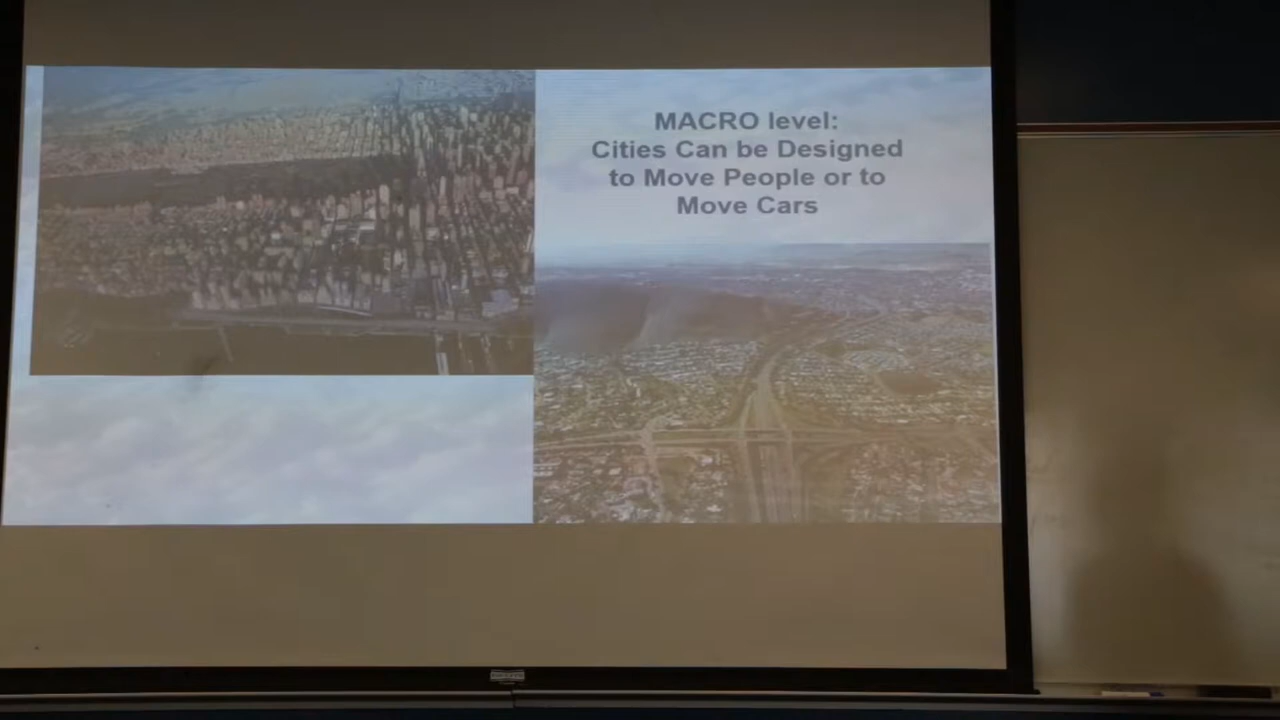 MACRO level:
Cities Can be Designed
to Move People or to
Move Cars